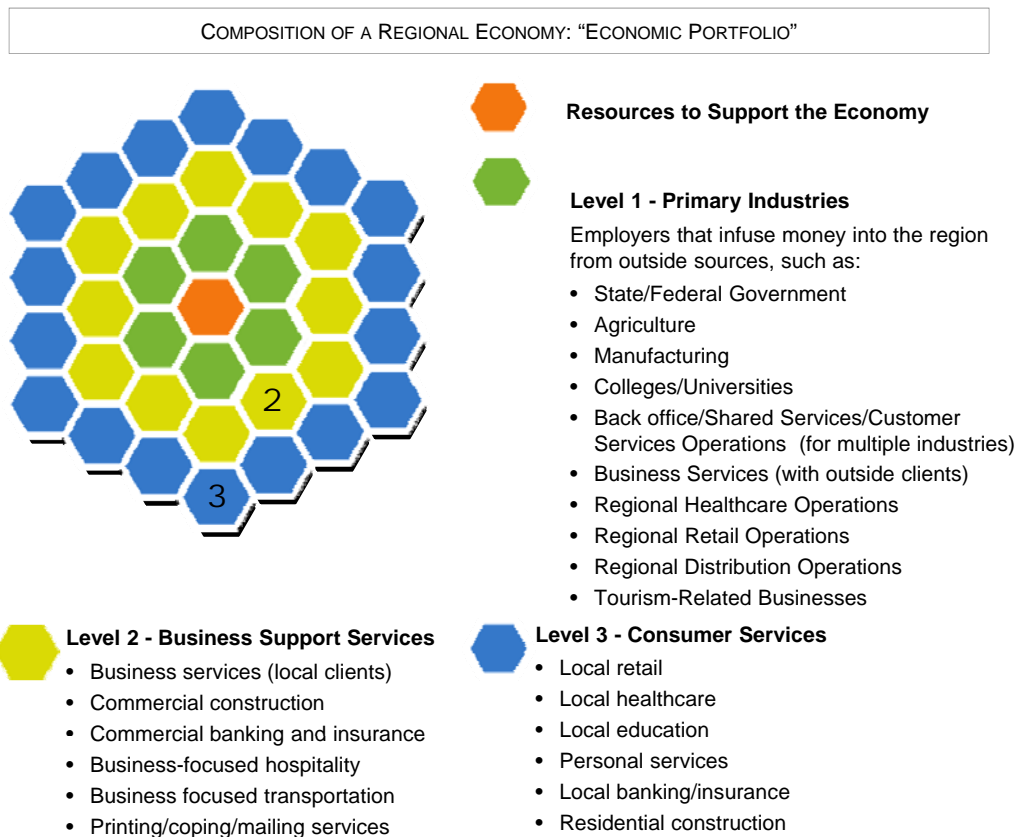 COMPOSITION OF A REGIONAL ECONOMY: “ECONOMIC PORTFOLIO”
Resources to Support the Economy
Level 1 - Primary Industries
Employers that infuse money into the region
from outside sources, such as:
• State/Federal Government
• Agriculture
• Manufacturing
• Colleges/Universities
• Back office/Shared Services/Customer
Services Operations (for multiple industries)
• Business Services (with outside clients)
• Regional Healthcare Operations
• Regional Retail Operations
• Regional Distribution Operations
• Tourism-Related Businesses
2
3
Level 2 - Business Support Services
• Business services (local clients)
• Commercial construction
• Commercial banking and insurance
• Business-focused hospitality
• Business focused transportation
• Printing/coping/mailing services
Level 3 - Consumer Services
• Local retail
• Local healthcare
• Local education
• Personal services
• Local banking/insurance
• Residential construction